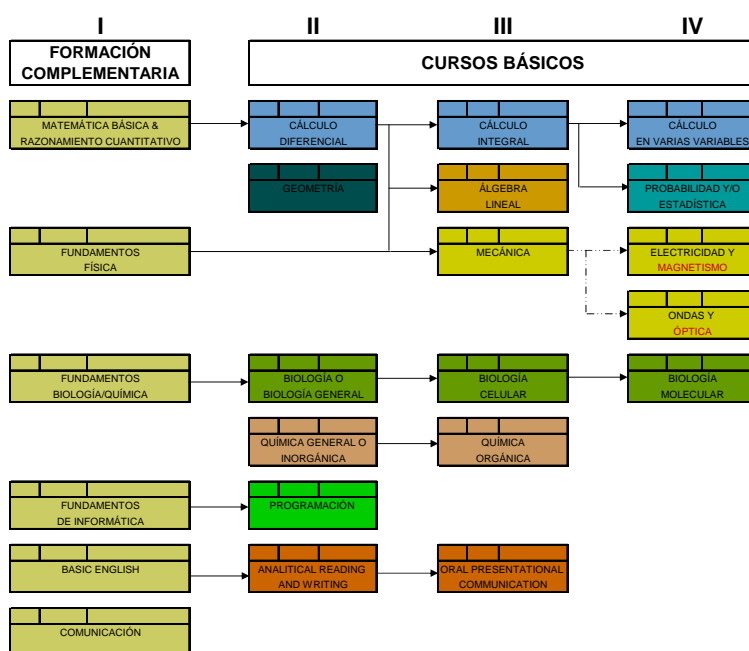 I
II
III
IV
FORMACIÓN
COMPLEMENTARIA
CURSOS BÁSICOS
MATEMÁTICA BÁSICA &
RAZONAMIENTO CUANTITATIVO
CÁLCULO
DIFERENCIAL
CÁLCULO
INTEGRAL
CÁLCULO
EN VARIAS VARIABLES
GEOMETRÍA
ÁLGEBRA
LINEAL
PROBABILIDAD Y/O
ESTADÍSTICA
FUNDAMENTOS
FÍSICA
MECÁNICA
ELECTRICIDAD Y
MAGNETISMO
ONDAS Y
ÓPTICA
FUNDAMENTOS
BIOLOGÍA/QUÍMICA
BIOLOGÍA O
BIOLOGÍA GENERAL
BIOLOGÍA
CELULAR
BIOLOGÍA
MOLECULAR
QUÍMICA GENERAL O
INORGÁNICA
QUÍMICA
ORGÁNICA
FUNDAMENTOS
DE INFORMÁTICA
PROGRAMACIÓN
BASIC ENGLISH
ANALITICAL READING
AND WRITING
ORAL PRESENTATIONAL
COMMUNICATION
COMUNICACIÓN